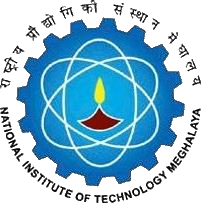 राष्ट्रीय प्रौद्योगिकी संस्थान मेघालय
NATIONAL INSTITUTE OF TECHNOLOGY MEGHALAYA